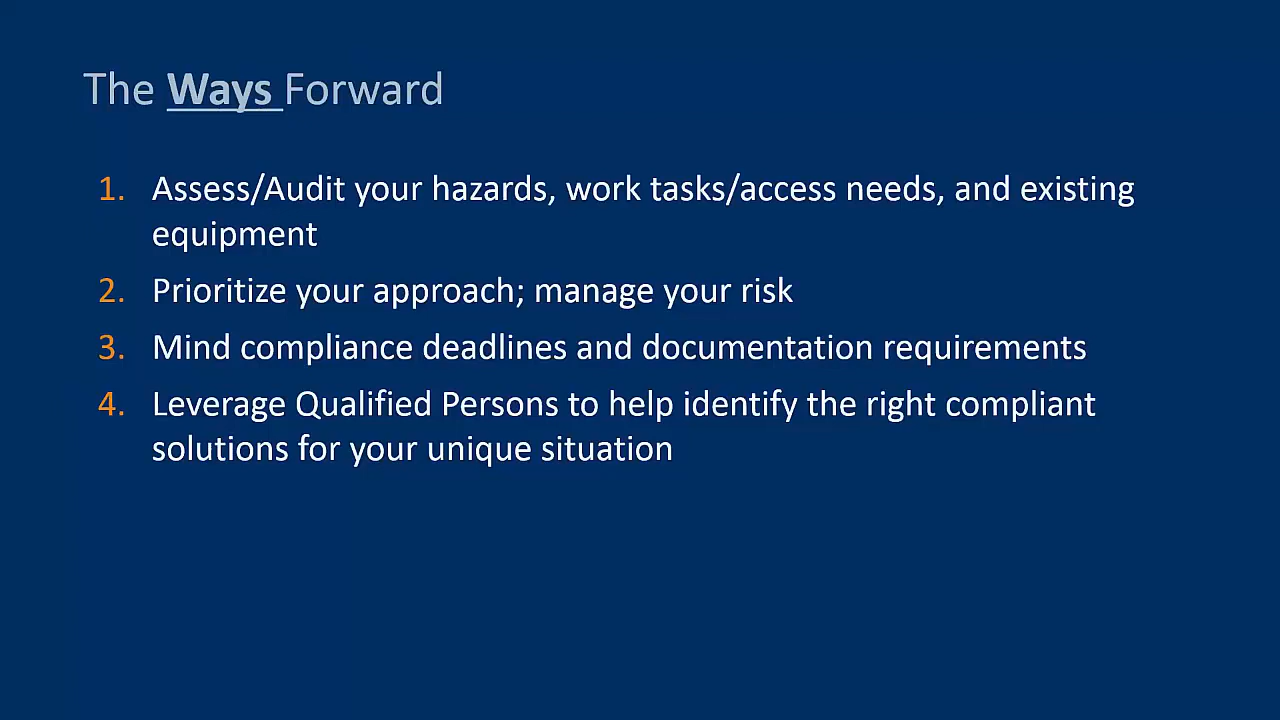 The Ways Forward
1. Assess/Audit your hazards, work tasks/access needs, and existing
equipment
2. Prioritize your approach; manage your risk
3. Mind compliance deadlines and documentation requirements
4. Leverage Qualified Persons to help identify the right compliant
solutions for your unique situation